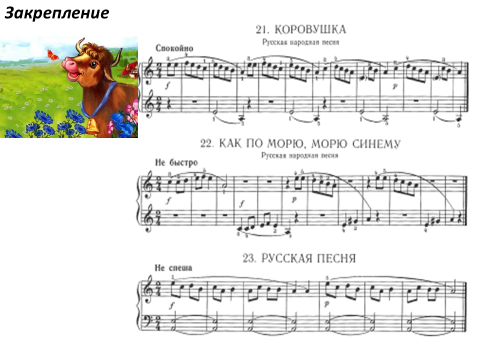 Закрепление
21. КОРОВУШКА
Русская народная песня
Спокойно
22. КАК ПО МОРЮ, МОРЮ СИНЕМУ
Русская народная песня
Не быстро
23. РУССКАЯ ПЕСНЯ
Не спеша